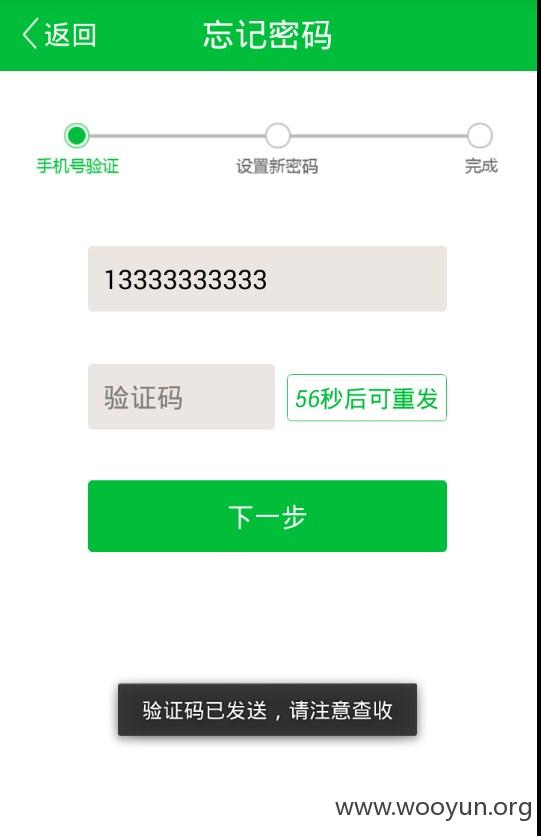 返回
忘记密码
手机号验证
设置新密码
完成
13333333333
验证码
56秒后可重发
下一步
验证码已发送，请注意查收
www.wooyun.org